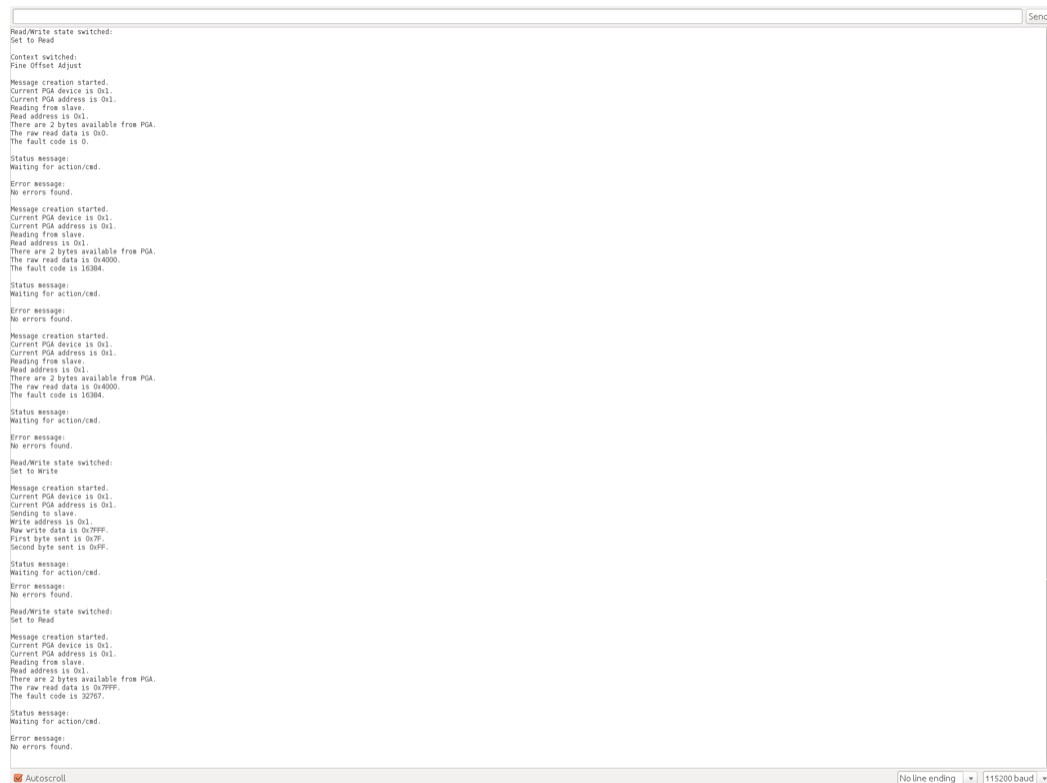 Send
Read/Write state switched:
Set to Read
Context switched:
Fine Offset Adjust
Message creation started.
Current PGA device is 0x1.
Current PGA address is 0x1.
Reading from slave.
Read address is 0x1.
There are 2 bytes available from PGA.
The raw read data is 0x0.
The fault code is 0.
Status message:
Waiting for action/cmd.
Error message:
No errors found.
Message creation started.
Current PGA device is 0x1.
Current PGA address is 0x1.
Reading from slave.
Read address is 0x1.
There are 2 bytes available from PGA.
The raw read data is 0x4000.
The fault code is 16384.
Status message:
Waiting for action/cmd.
Error message:
No errors found.
Message creation started.
Current PGA device is 0x1.
Current PGA address is 0x1.
Reading from slave.
Read address is 0x1.
There are 2 bytes available from PGA.
The raw read data is 0x4000.
The fault code is 16384.
Status message:
Waiting for action/cmd.
Error message:
No errors found.
Read/Write state switched:
Set to Write
Message creation started.
Current PGA device is 0x1.
Current PGA address is 0x1.
Sending to slave.
Write address is 0x1.
Raw write data is 0x7FFF.
First byte sent is 0x7F.
Second byte sent is 0xFF.
Status message:
Waiting for action/cmd.
Error message:
No errors found.
Read/Write state switched:
Set to Read
Message creation started.
Current PGA device is 0x1.
Current PGA address is 0x1.
Reading from slave.
Read address is 0x1.
There are 2 bytes available from PGA.
The raw read data is 0x7FFF.
The fault code is 32767.
Status message:
Waiting for action/cmd.
Error message:
No errors found.
Autoscroll
No line ending
115200 baud